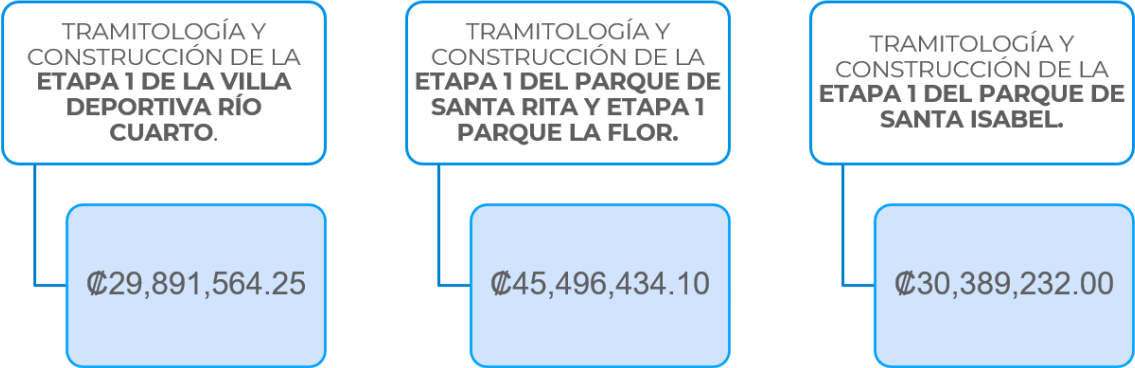 TRAMITOLOGÍA Y
CONSTRUCCIÓN DE LA
ETAPA 1 DE LA VILLA
DEPORTIVA RÍO
CUARTO.
₡29,891,564.25
TRAMITOLOGÍA Y
CONSTRUCCIÓN DE LA
ETAPA 1 DEL PARQUE DE
SANTA RITA Y ETAPA 1
PARQUE LA FLOR.
₡45,496,434.10
TRAMITOLOGÍA Y
CONSTRUCCIÓN DE LA
ETAPA 1 DEL PARQUE DE
SANTA ISABEL.
₡30,389,232.00